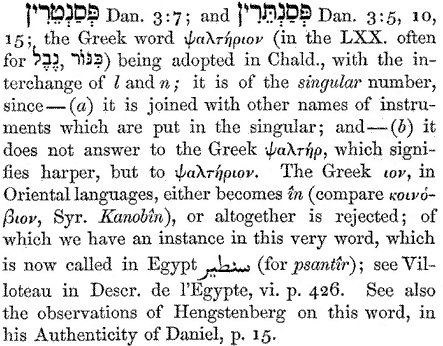 פְּסַנְטֵרִין Dan. 3:7; and פְּסַנְתֵּרִין Dan. 3:5, 10,
15; the Greek word ψαλτήριον (in the LXX. often
for כִּנּוֹר, נֵבֶל) being adopted in Chald., with the in-
terchange of l and n; it is of the singular number,
since—(a) it is joined with other names of instru-
ments which are put in the singular; and—(b) it
does not answer to the Greek ψαλτήρ, which signi-
fies harper, but to ψαλτήριον. The Greek ιον, in
Oriental languages, either becomes în (compare κοινό-
βιον, Syr. Kanobîn), or altogether is rejected; of
which we have an instance in this very word, which
is now called in Egypt سنطير (for psantîr); see Vil-
loteau in Descr. de l'Egypte, vi. p. 426. See also
the observations of Hengstenberg on this word, in
his Authenticity of Daniel, p. 15.